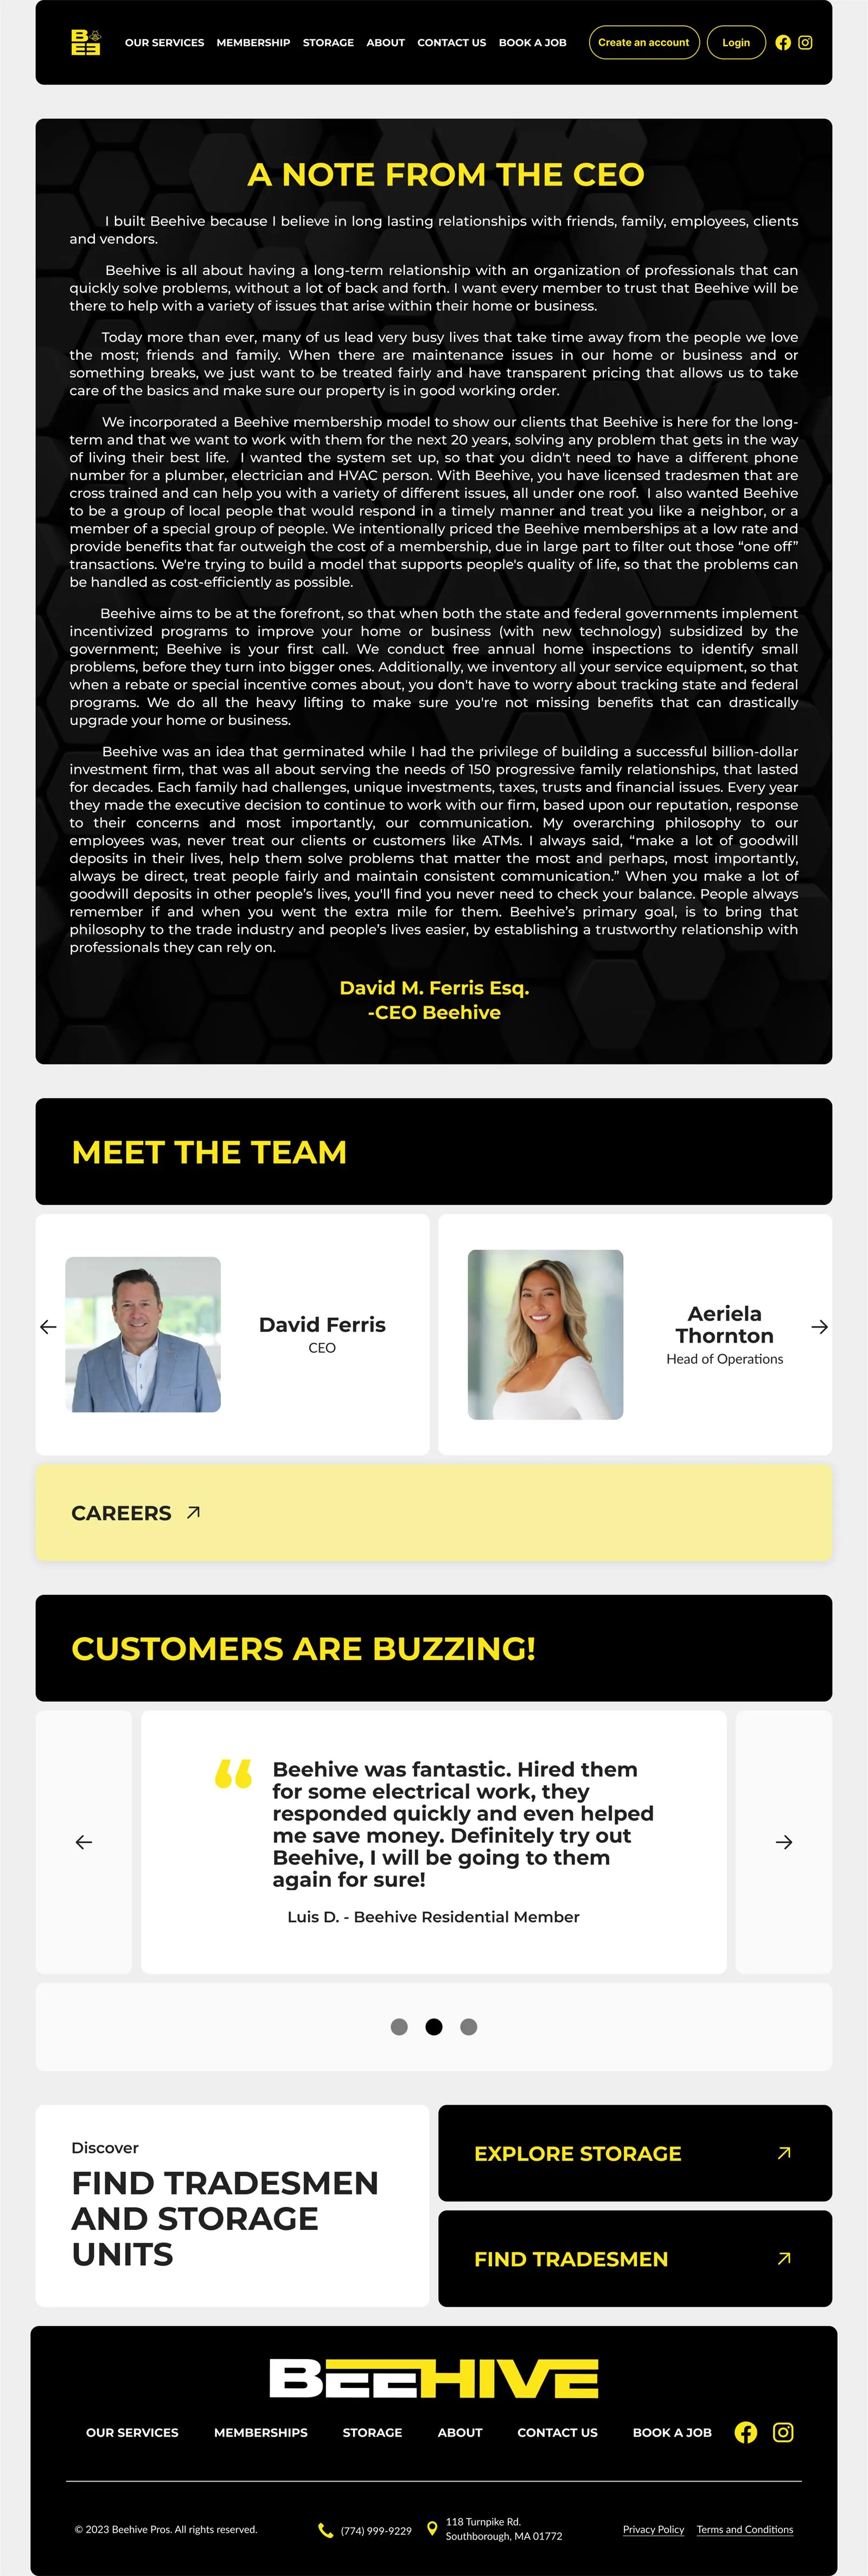 BEE
OUR SERVICES MEMBERSHIP STORAGE ABOUT CONTACT US BOOK A JOB Create an account Login
A NOTE FROM THE CEO
I built Beehive because I believe in long lasting relationships with friends, family, employees, clients
and vendors.
Beehive is all about having a long-term relationship with an organization of professionals that can
quickly solve problems, without a lot of back and forth. I want every member to trust that Beehive will be
there to help with a variety of issues that arise within their home or business.
Today more than ever, many of us lead very busy lives that take time away from the people we love
the most; friends and family. When there are maintenance issues in our home or business and or
something breaks, we just want to be treated fairly and have transparent pricing that allows us to take
care of the basics and make sure our property is in good working order.
We incorporated a Beehive membership model to show our clients that Beehive is here for the long-
term and that we want to work with them for the next 20 years, solving any problem that gets in the way
of living their best life. I wanted the system set up, so that you didn't need to have a different phone
number for a plumber, electrician and HVAC person. With Beehive, you have licensed tradesmen that are
cross trained and can help you with a variety of different issues, all under one roof. I also wanted Beehive
to be a group of local people that would respond in a timely manner and treat you like a neighbor, or a
member of a special group of people. We intentionally priced the Beehive memberships at a low rate and
provide benefits that far outweigh the cost of a membership, due in large part to filter out those “one off”
transactions. We're trying to build a model that supports people's quality of life, so that the problems can
be handled as cost-efficiently as possible.
Beehive aims to be at the forefront, so that when both the state and federal governments implement
incentivized programs to improve your home or business (with new technology) subsidized by the
government; Beehive is your first call. We conduct free annual home inspections to identify small
problems, before they turn into bigger ones. Additionally, we inventory all your service equipment, so that
when a rebate or special incentive comes about, you don't have to worry about tracking state and federal
programs. We do all the heavy lifting to make sure you're not missing benefits that can drastically
upgrade your home or business.
Beehive was an idea that germinated while I had the privilege of building a successful billion-dollar
investment firm, that was all about serving the needs of 150 progressive family relationships, that lasted
for decades. Each family had challenges, unique investments, taxes, trusts and financial issues. Every year
they made the executive decision to continue to work with our firm, based upon our reputation, response
to their concerns and most importantly, our communication. My overarching philosophy to our
employees was, never treat our clients or customers like ATMs. I always said, “make a lot of goodwill
deposits in their lives, help them solve problems that matter the most and perhaps, most importantly,
always be direct, treat people fairly and maintain consistent communication.” When you make a lot of
goodwill deposits in other people’s lives, you'll find you never need to check your balance. People always
remember if and when you went the extra mile for them. Beehive’s primary goal, is to bring that
philosophy to the trade industry and people’s lives easier, by establishing a trustworthy relationship with
professionals they can rely on.
David M. Ferris Esq.
-CEO Beehive
MEET THE TEAM
David Ferris
CEO
Aeriela
Thornton
Head of Operations
CAREERS
CUSTOMERS ARE BUZZING!
“ Beehive was fantastic. Hired them
for some electrical work, they
responded quickly and even helped
me save money. Definitely try out
Beehive, I will be going to them
again for sure!
Luis D. - Beehive Residential Member
Discover
FIND TRADESMEN
AND STORAGE
UNITS
EXPLORE STORAGE
FIND TRADESMEN
BEEHIVE
OUR SERVICES MEMBERSHIPS STORAGE ABOUT CONTACT US BOOK A JOB
© 2023 Beehive Pros. All rights reserved.
(774) 999-9229
118 Turnpike Rd.
Southborough, MA 01772
Privacy Policy Terms and Conditions